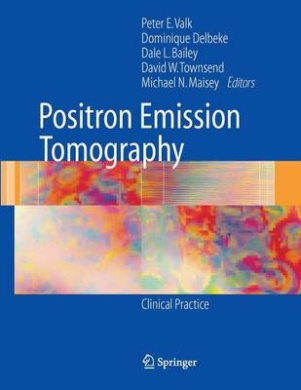 Peter E. Valk
Dominique Delbeke
Dale L. Bailey
David W. Townsend
Michael N. Maisey Editors
Positron Emission
Tomography
Clinical Practice
Springer